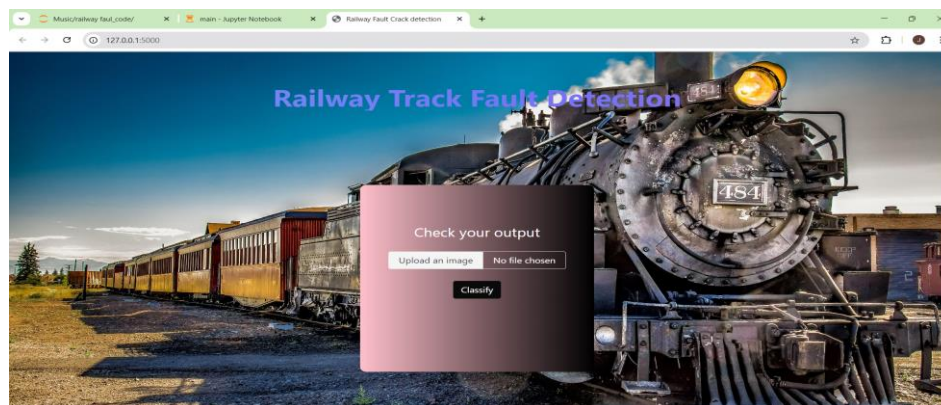 Music/railway faul_code/
main - Jupyter Notebook
Railway Fault Crack detection
127.0.0.1:5000
Railway Track Fault Detection
484
Check your output
Upload an image No file chosen
Classify